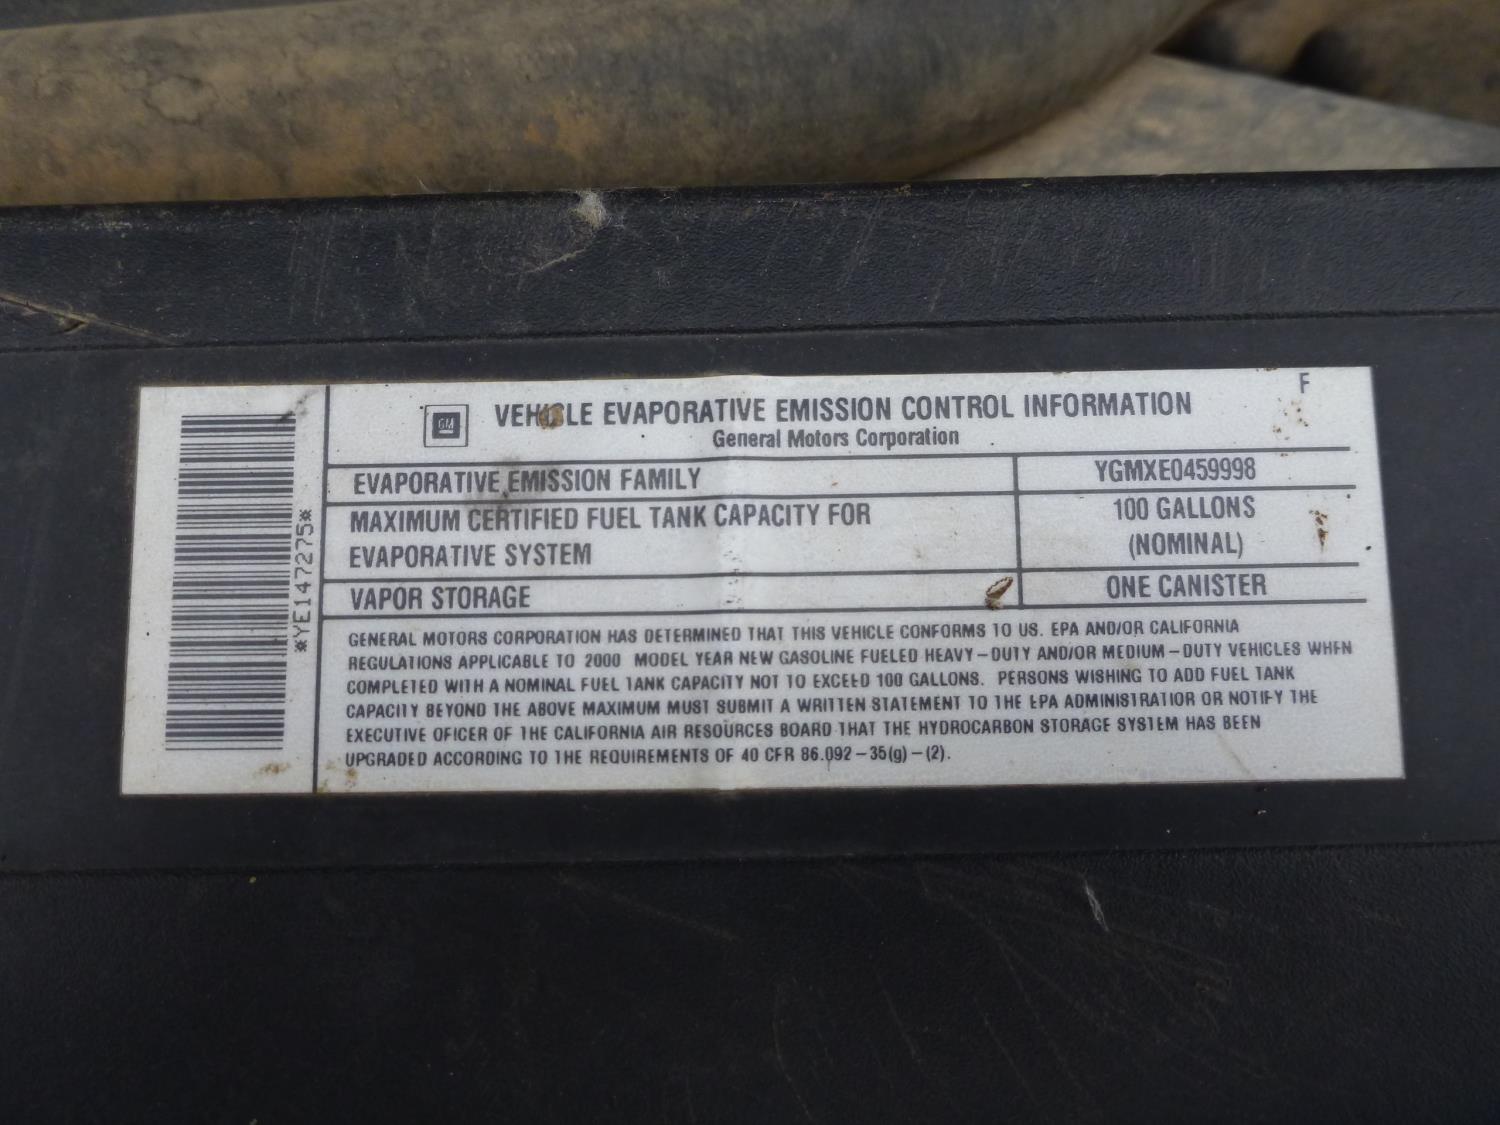 F
GM VEHICLE EVAPORATIVE EMISSION CONTROL INFORMATION
General Motors Corporation
EVAPORATIVE EMISSION FAMILY YGMXE0459998
MAXIMUM CERTIFIED FUEL TANK CAPACITY FOR 100 GALLONS
EVAPORATIVE SYSTEM (NOMINAL)
VAPOR STORAGE ONE CANISTER
GENERAL MOTORS CORPORATION HAS DETERMINED THAT THIS VEHICLE CONFORMS TO US. EPA AND/OR CALIFORNIA
REGULATIONS APPLICABLE TO 2000 MODEL YEAR NEW GASOLINE FUELED HEAVY-DUTY AND/OR MEDIUM-DUTY VEHICLES WHEN
COMPLETED WITH A NOMINAL FUEL TANK CAPACITY NOT TO EXCEED 100 GALLONS. PERSONS WISHING TO ADD FUEL TANK
CAPACITY BEYOND THE ABOVE MAXIMUM MUST SUBMIT A WRITTEN STATEMENT TO THE EPA ADMINISTRATIOR OR NOTIFY THE
EXECUTIVE OFICER OF THE CALIFORNIA AIR RESOURCES BOARD THAT THE HYDROCARBON STORAGE SYSTEM HAS BEEN
UPGRADED ACCORDING TO THE REQUIREMENTS OF 40 CFR 86.092-35(g)-(2).
*YE147275*